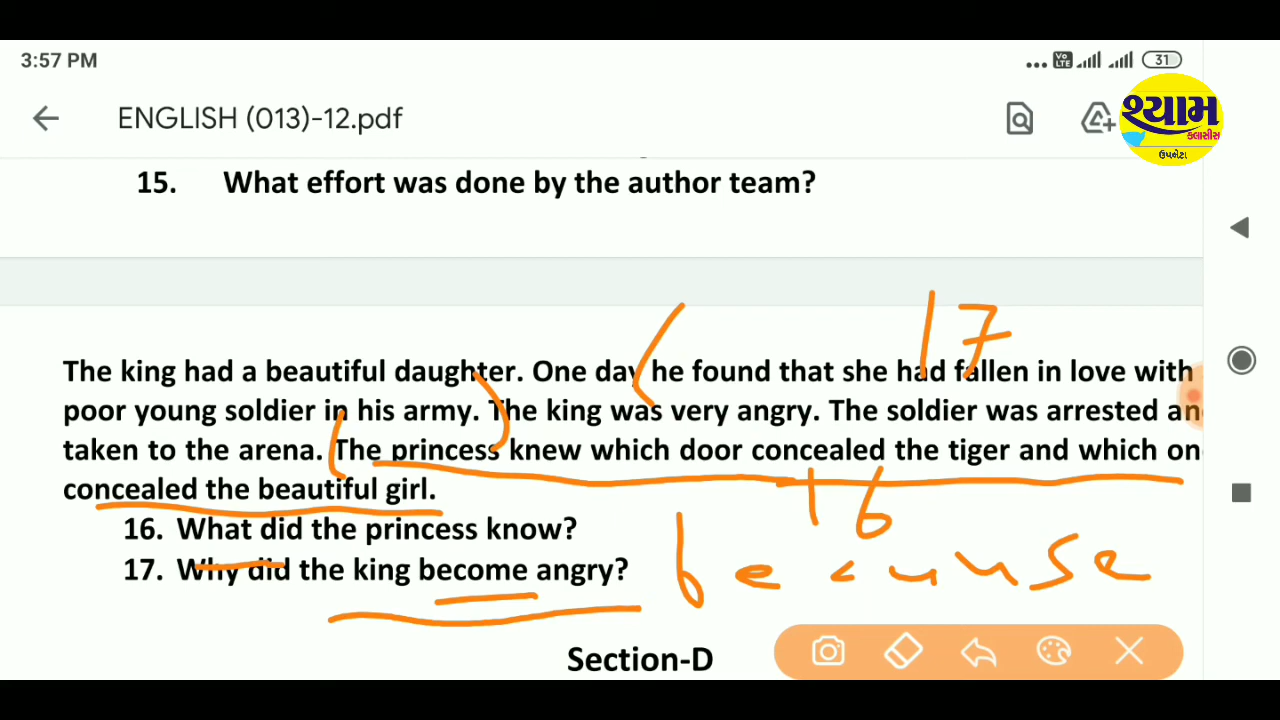 3:57 PM
31
ENGLISH (013)-12.pdf
શ્યામ
કલાસીસ
ઉપલેટા
15. What effort was done by the author team?
17
The king had a beautiful daughter. One day he found that she had fallen in love with
poor young soldier in his army. The king was very angry. The soldier was arrested an
taken to the arena. The princess knew which door concealed the tiger and which on
concealed the beautiful girl.
16
16. What did the princess know?
17. Why did the king become angry?
because
Section-D